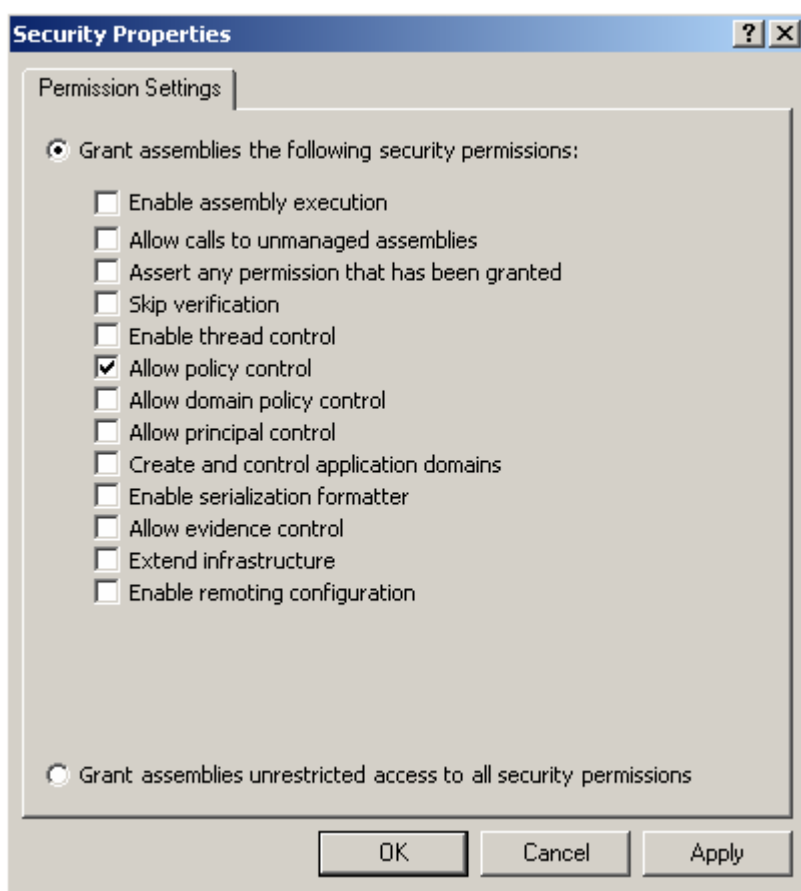 Security Properties
Permission Settings
Grant assemblies the following security permissions:
Enable assembly execution
Allow calls to unmanaged assemblies
Assert any permission that has been granted
Skip verification
Enable thread control
Allow policy control
Allow domain policy control
Allow principal control
Create and control application domains
Enable serialization formatter
Allow evidence control
Extend infrastructure
Enable remoting configuration
Grant assemblies unrestricted access to all security permissions
OK Cancel Apply